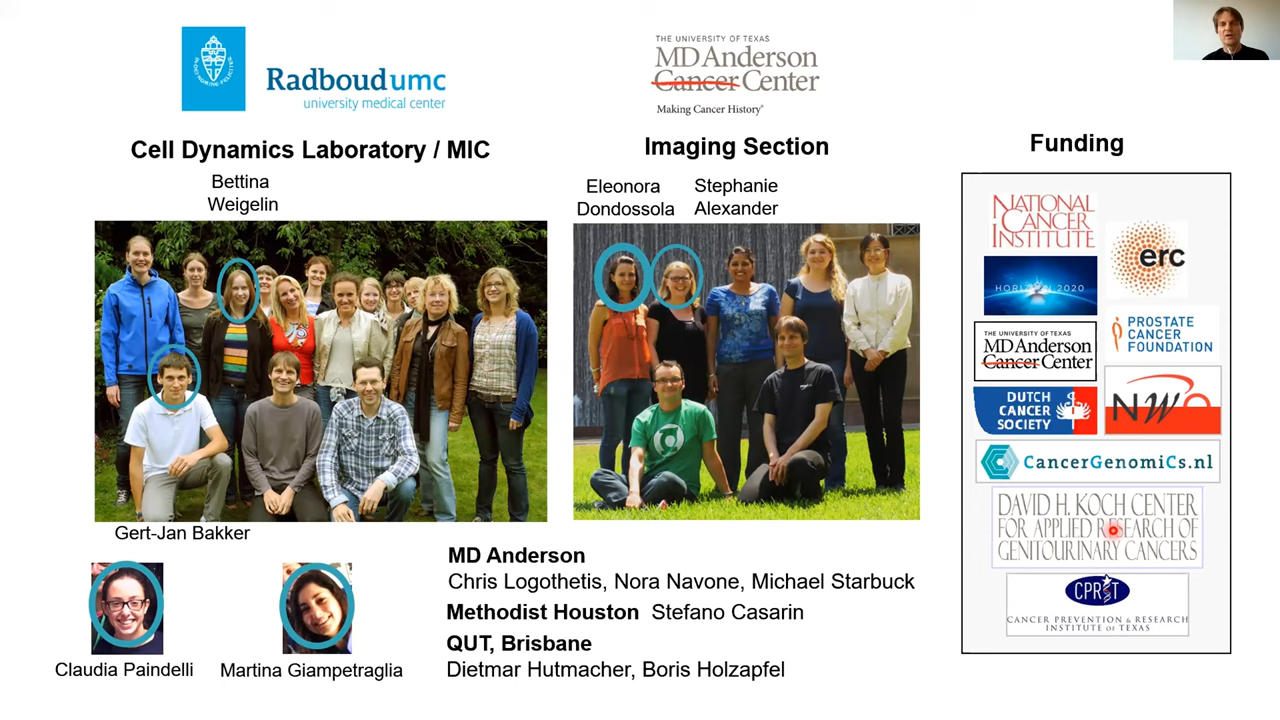 Radboudumc
university medical center
THE UNIVERSITY OF TEXAS
MD Anderson
Cancer Center
Making Cancer History®
Cell Dynamics Laboratory / MIC
Imaging Section
Funding
Bettina
Weigelin
Eleonora
Dondossola
Stephanie
Alexander
Gert-Jan Bakker
Claudia Paindelli
Martina Giampetraglia
MD Anderson
Chris Logothetis, Nora Navone, Michael Starbuck
Methodist Houston Stefano Casarin
QUT, Brisbane
Dietmar Hutmacher, Boris Holzapfel
NATIONAL
CANCER
INSTITUTE
erc
HORIZON 2020
THE UNIVERSITY OF TEXAS
MD Anderson
Cancer Center
PROSTATE
CANCER
FOUNDATION
DUTCH
CANCER
SOCIETY
NWO
CancerGenomiCs.nl
DAVID H. KOCH CENTER
FOR APPLIED RESEARCH OF
GENITOURINARY CANCERS
CPRIT
CANCER PREVENTION & RESEARCH
INSTITUTE OF TEXAS